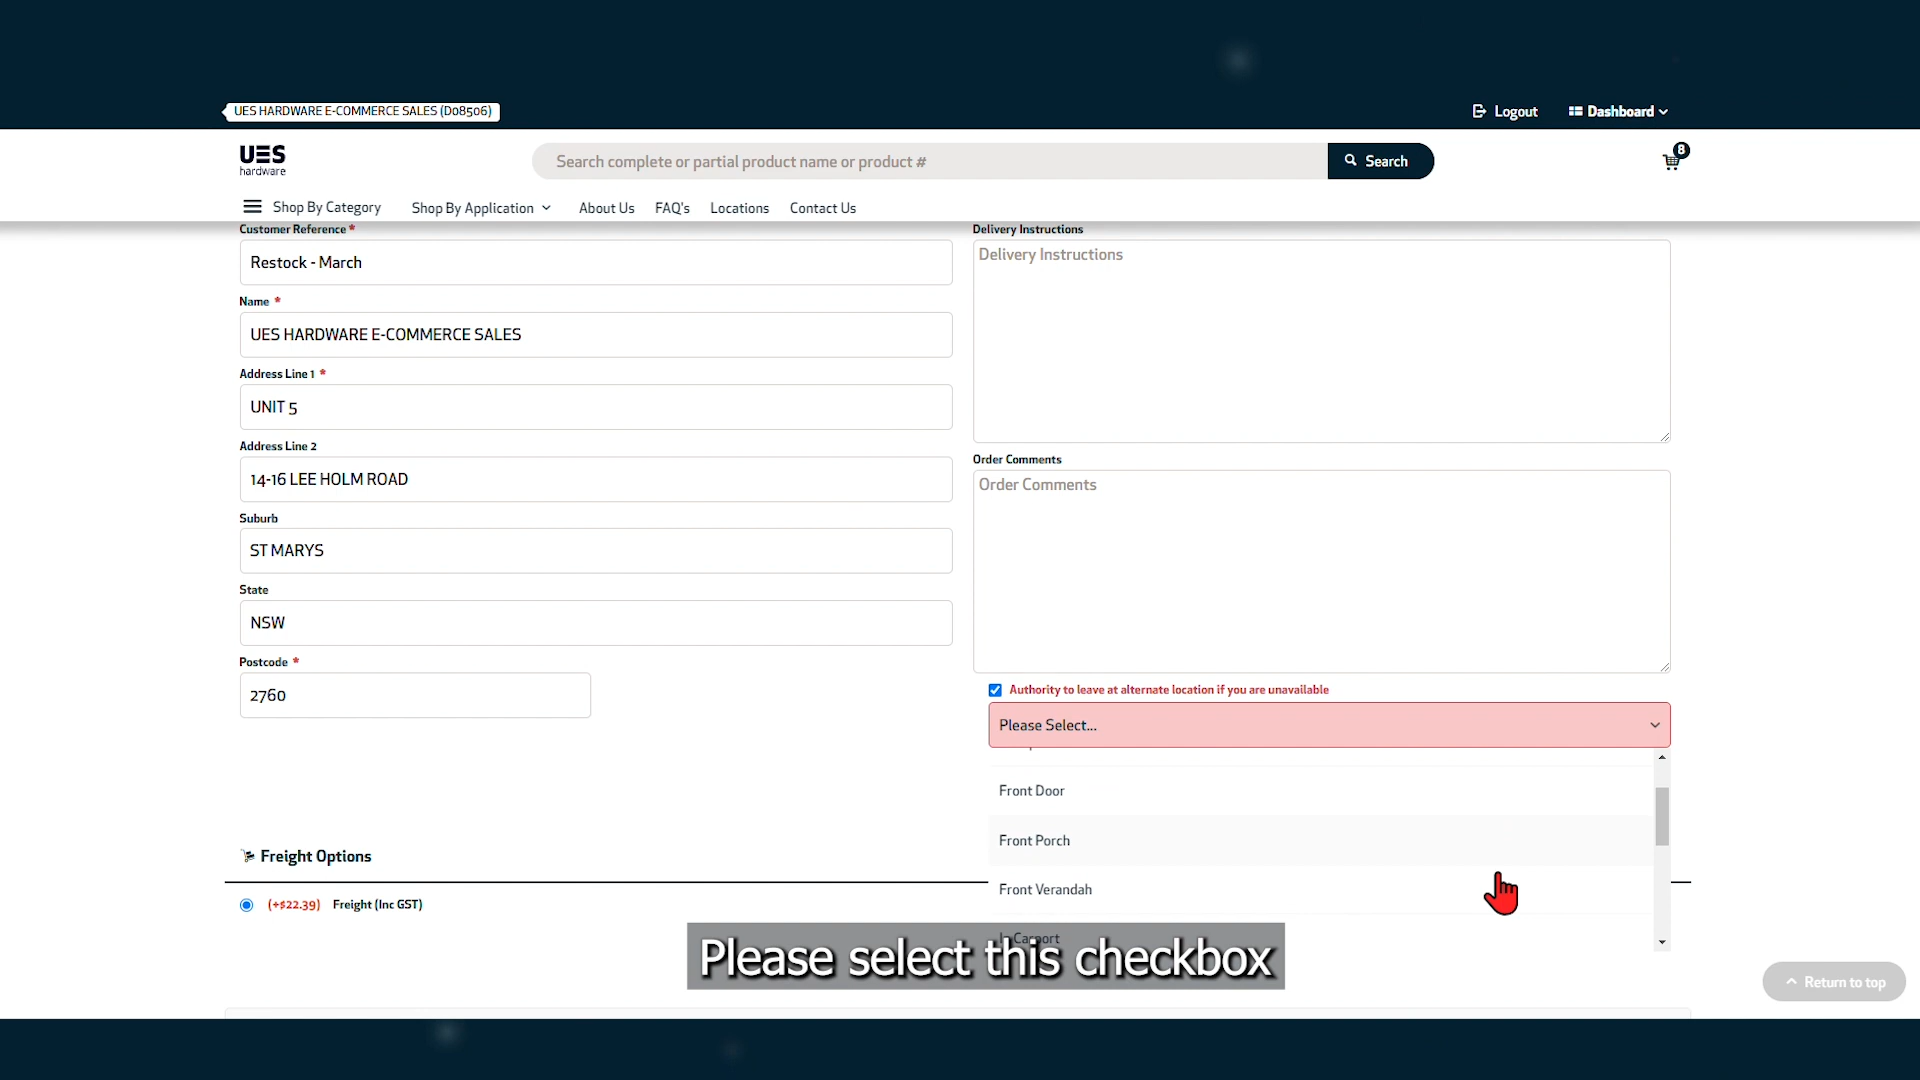 UES HARDWARE E-COMMERCE SALES (D08506)
Logout
Dashboard
UES
hardware
Search complete or partial product name or product #
Search
8
Shop By Category
Shop By Application
About Us
FAQ's
Locations
Contact Us
Customer Reference *
Restock - March
Name *
UES HARDWARE E-COMMERCE SALES
Address Line 1 *
UNIT 5
Address Line 2
14-16 LEE HOLM ROAD
Suburb
ST MARYS
State
NSW
Postcode *
2760
Delivery Instructions
Delivery Instructions
Order Comments
Order Comments
Authority to leave at alternate location if you are unavailable
Please Select...
Front Door
Front Porch
Front Verandah
In Carport
Freight Options
(+$22.39) Freight (Inc GST)
Please select this checkbox
Return to top